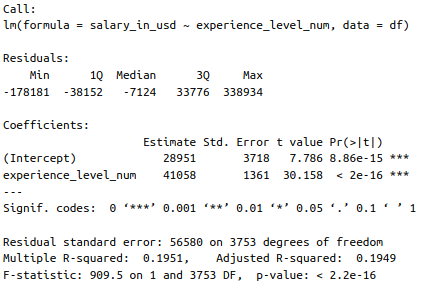 Call:
lm(formula = salary_in_usd ~ experience_level_num, data = df)
Residuals:
Min 1Q Median 3Q Max
-178181 -38152 -7124 33776 338934
Coefficients:
Estimate Std. Error t value Pr(>|t|)
(Intercept) 28951 3718 7.786 8.86e-15 ***
experience_level_num 41058 1361 30.158 < 2e-16 ***
---
Signif. codes: 0 ‘***’ 0.001 ‘**’ 0.01 ‘*’ 0.05 ‘.’ 0.1 ‘ ’ 1
Residual standard error: 56580 on 3753 degrees of freedom
Multiple R-squared: 0.1951, Adjusted R-squared: 0.1949
F-statistic: 909.5 on 1 and 3753 DF, p-value: < 2.2e-16